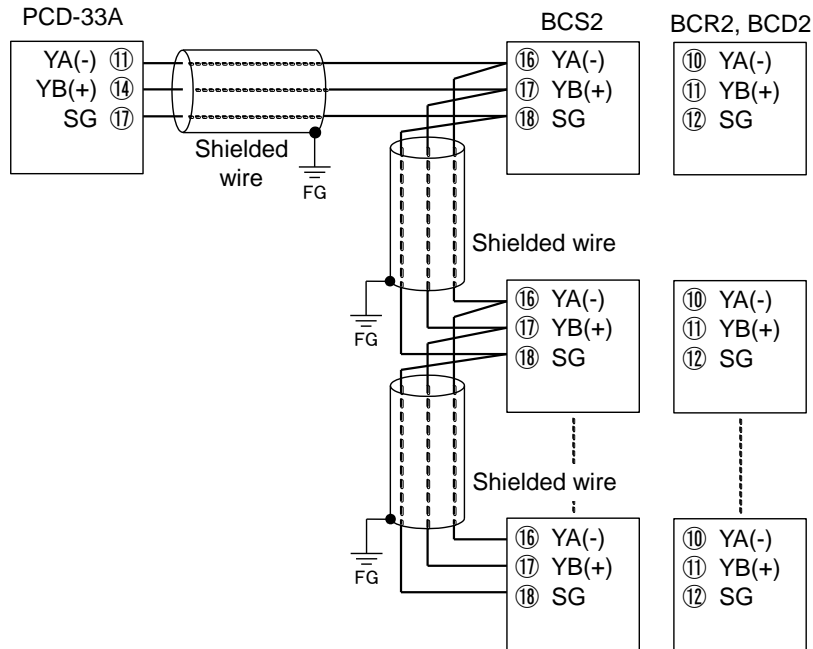 PCD-33A
BCS2
BCR2, BCD2
YA(-) ⑪
YB(+) ⑭
SG ⑰
Shielded
wire
FG
⑯ YA(-)
⑰ YB(+)
⑱ SG
⑩ YA(-)
⑪ YB(+)
⑫ SG
Shielded wire
FG
⑯ YA(-)
⑰ YB(+)
⑱ SG
⑩ YA(-)
⑪ YB(+)
⑫ SG
Shielded wire
FG
⑯ YA(-)
⑰ YB(+)
⑱ SG
⑩ YA(-)
⑪ YB(+)
⑫ SG